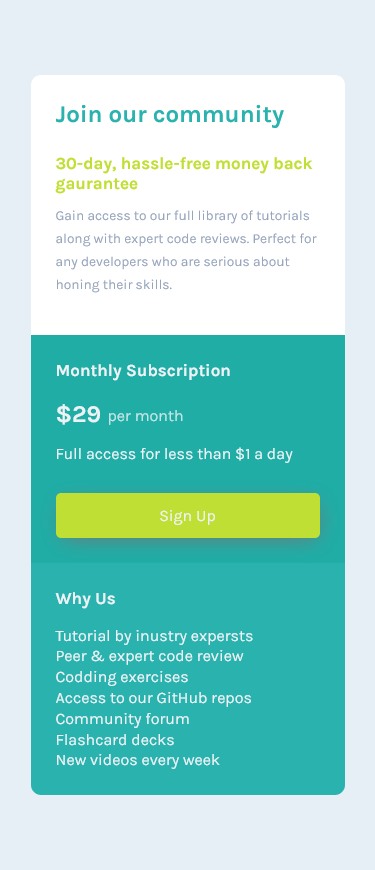 Join our community
30-day, hassle-free money back
gaurantee
Gain access to our full library of tutorials
along with expert code reviews. Perfect for
any developers who are serious about
honing their skills.
Monthly Subscription
$29 per month
Full access for less than $1 a day
Sign Up
Why Us
Tutorial by inustry expersts
Peer & expert code review
Codding exercises
Access to our GitHub repos
Community forum
Flashcard decks
New videos every week